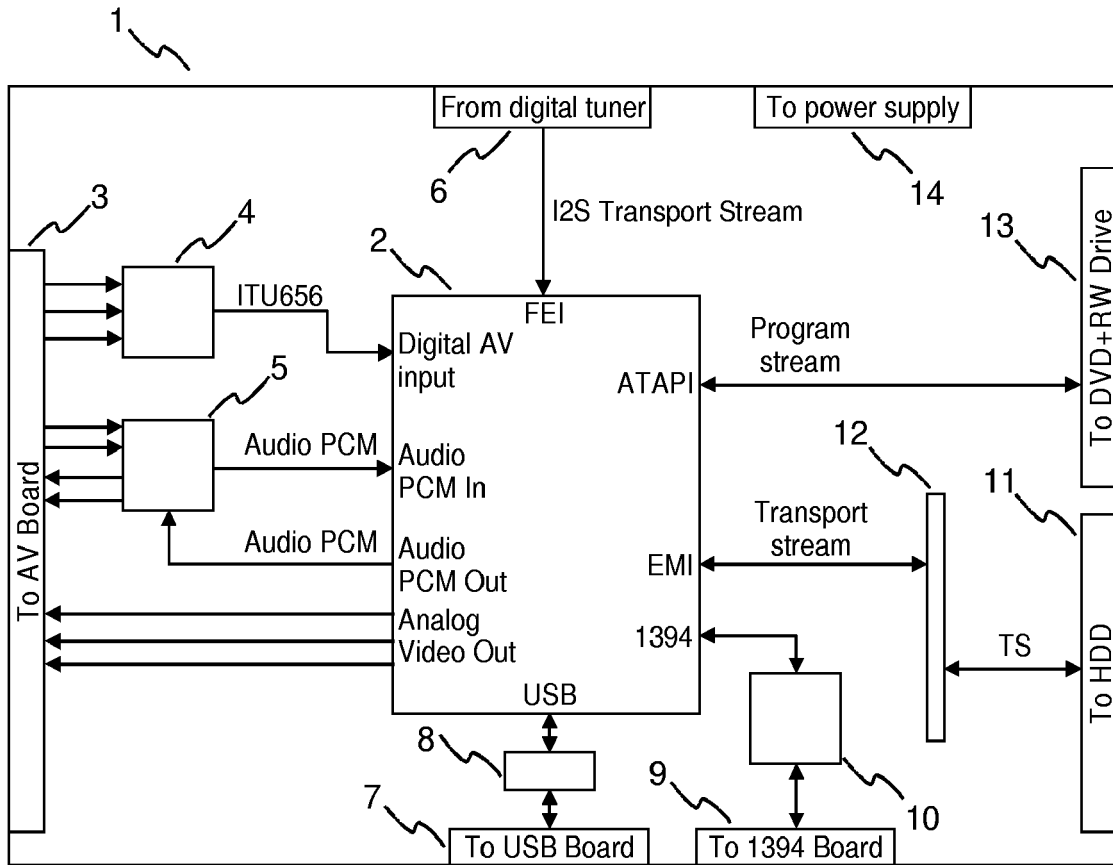 1
From digital tuner
To power supply
6
14
3
4
2
I2S Transport Stream
13
To DVD+RW Drive
ITU656
FEI
Digital AV
input
Program
stream
ATAPI
5
Audio PCM
Audio
PCM In
12
11
To AV Board
Audio PCM
Audio
PCM Out
Transport
stream
EMI
Analog
Video Out
1394
TS
To HDD
USB
8
7
9
10
To USB Board
To 1394 Board